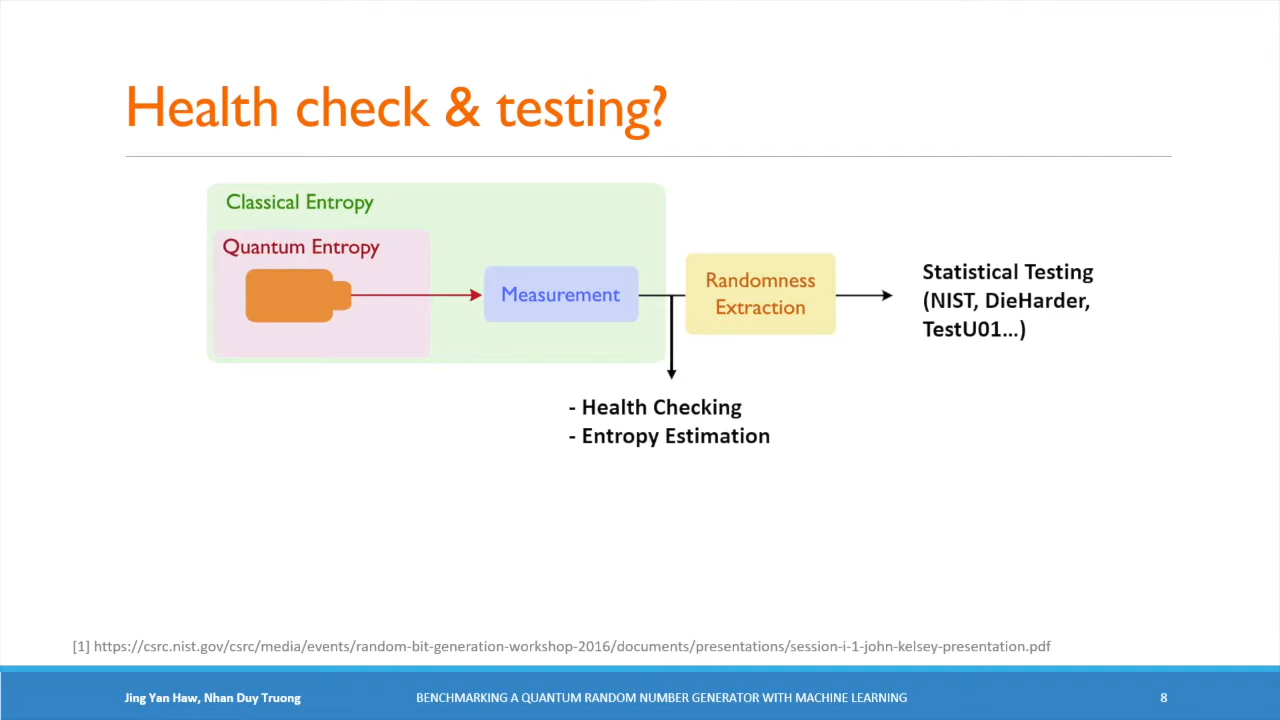 Health check & testing?
Classical Entropy
Quantum Entropy
Measurement
Randomness
Extraction
Statistical Testing
(NIST, DieHarder,
TestU01...)
- Health Checking
- Entropy Estimation
[1] https://csrc.nist.gov/csrc/media/events/random-bit-generation-workshop-2016/documents/presentations/session-i-1-john-kelsey-presentation.pdf
Jing Yan Haw, Nhan Duy Truong
BENCHMARKING A QUANTUM RANDOM NUMBER GENERATOR WITH MACHINE LEARNING
8